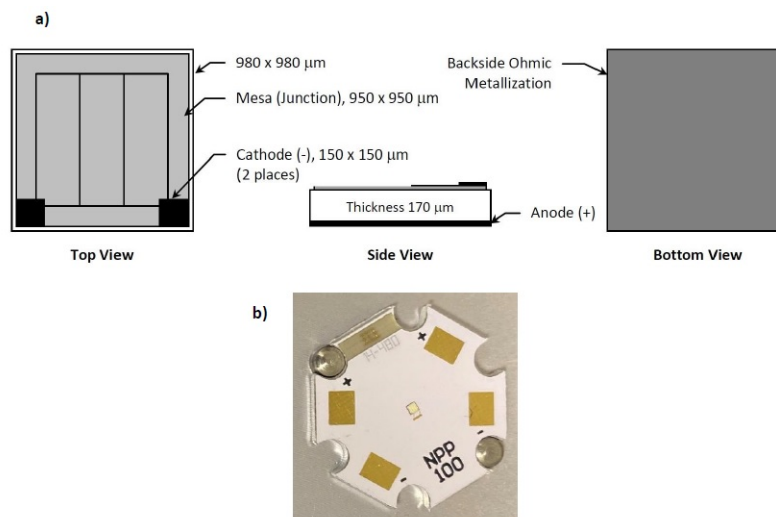 a)
980 x 980 µm
Mesa (Junction), 950 x 950 µm
Cathode (-), 150 x 150 µm
(2 places)
Backside Ohmic
Metallization
Thickness 170 µm
Anode (+)
Top View
Side View
Bottom View
b)
+
+
-
-
NPP
100